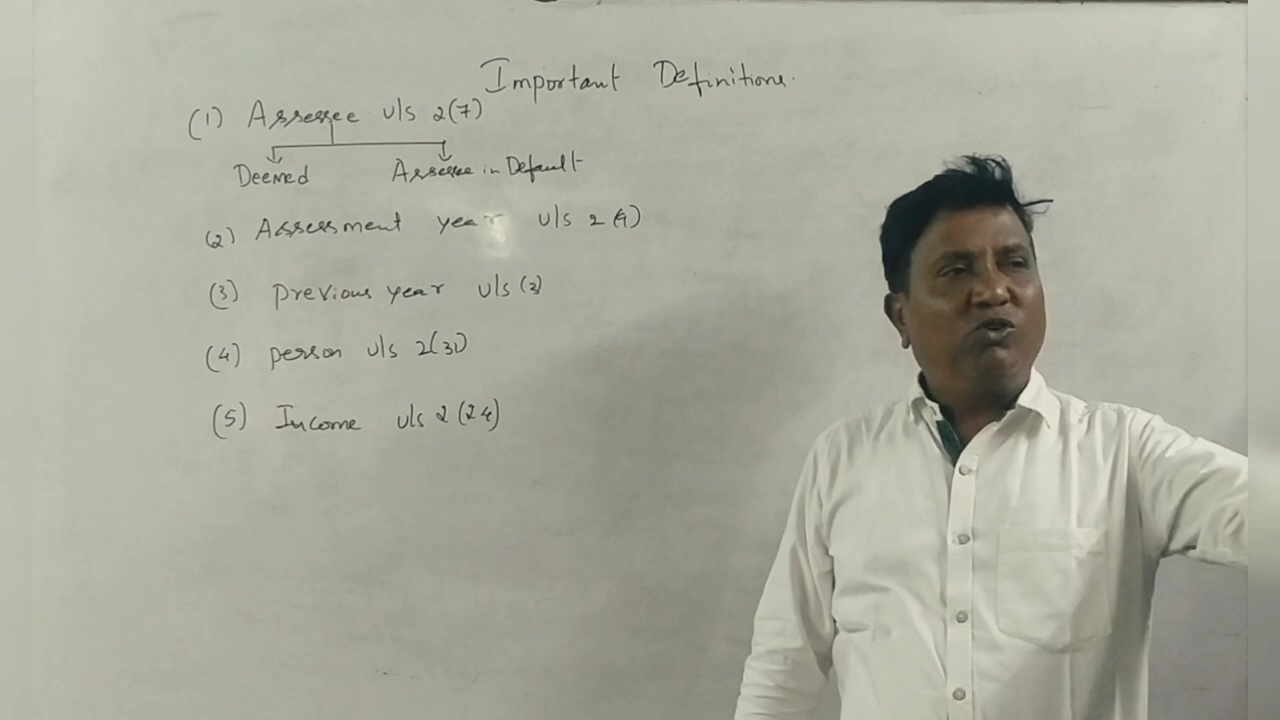 Important Definitions.
(1) Assessee u/s 2(7)
Deemed Assessee in Default
(2) Assessment year u/s 2(9)
(3) previous year u/s (3)
(4) person u/s 2(31)
(5) Income u/s 2(24)